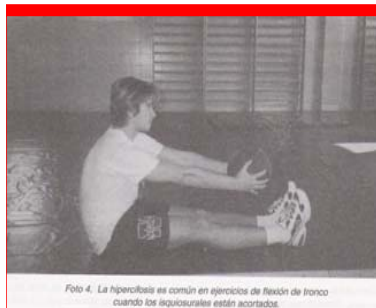 Foto 4. La hipercifosis es común en ejercicios de flexión de tronco
cuando los isquiosurales están acortados.